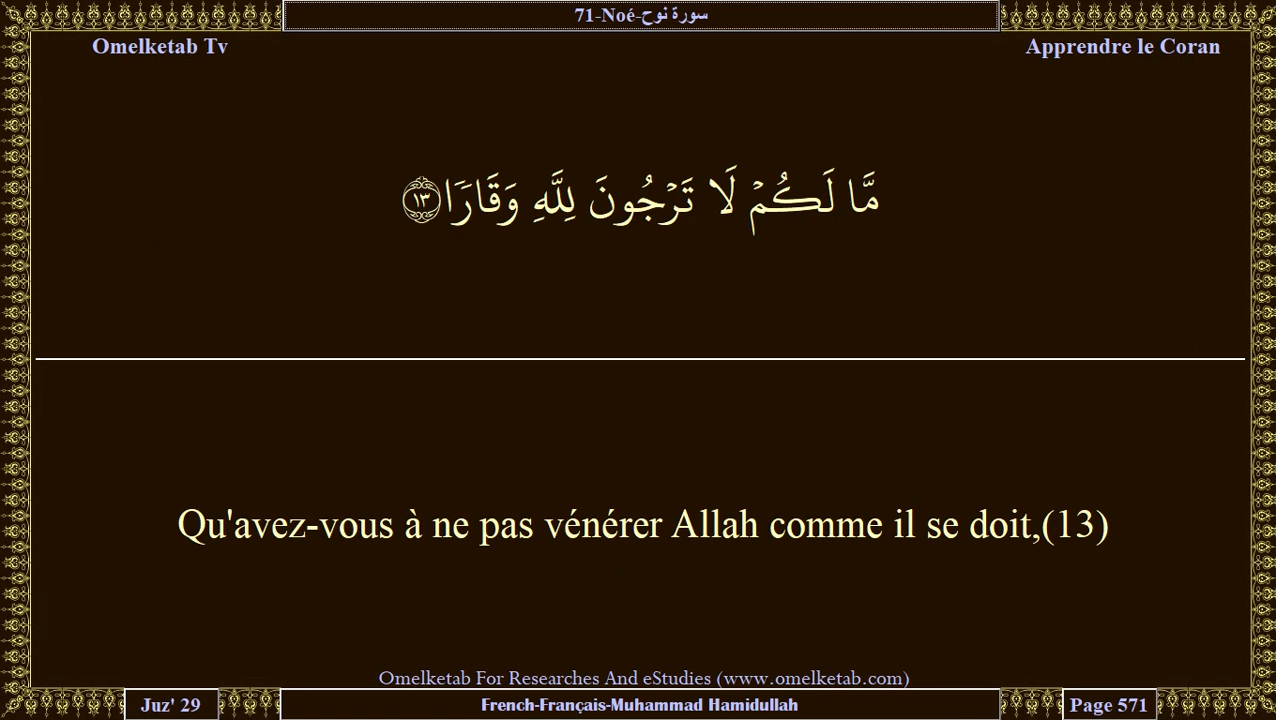 71-Noé-سورة نوح
Omelketab Tv
Apprendre le Coran
مَّا لَكُمۡ لَا تَرۡجُونَ لِلَّهِ وَقَارٗا ١٣
Qu'avez-vous à ne pas vénérer Allah comme il se doit,(13)
Omelketab For Researches And eStudies (www.omelketab.com)
Juz' 29
French-Français-Muhammad Hamidullah
Page 571